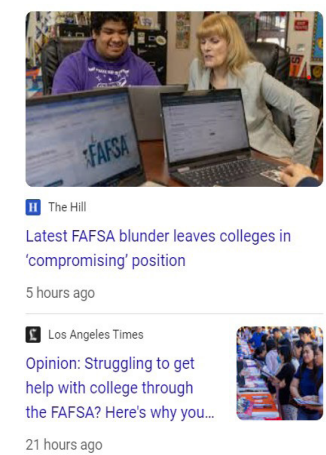 FAFSA
H The Hill
Latest FAFSA blunder leaves colleges in
‘compromising’ position
5 hours ago
Los Angeles Times
Opinion: Struggling to get
help with college through
the FAFSA? Here's why you...
21 hours ago